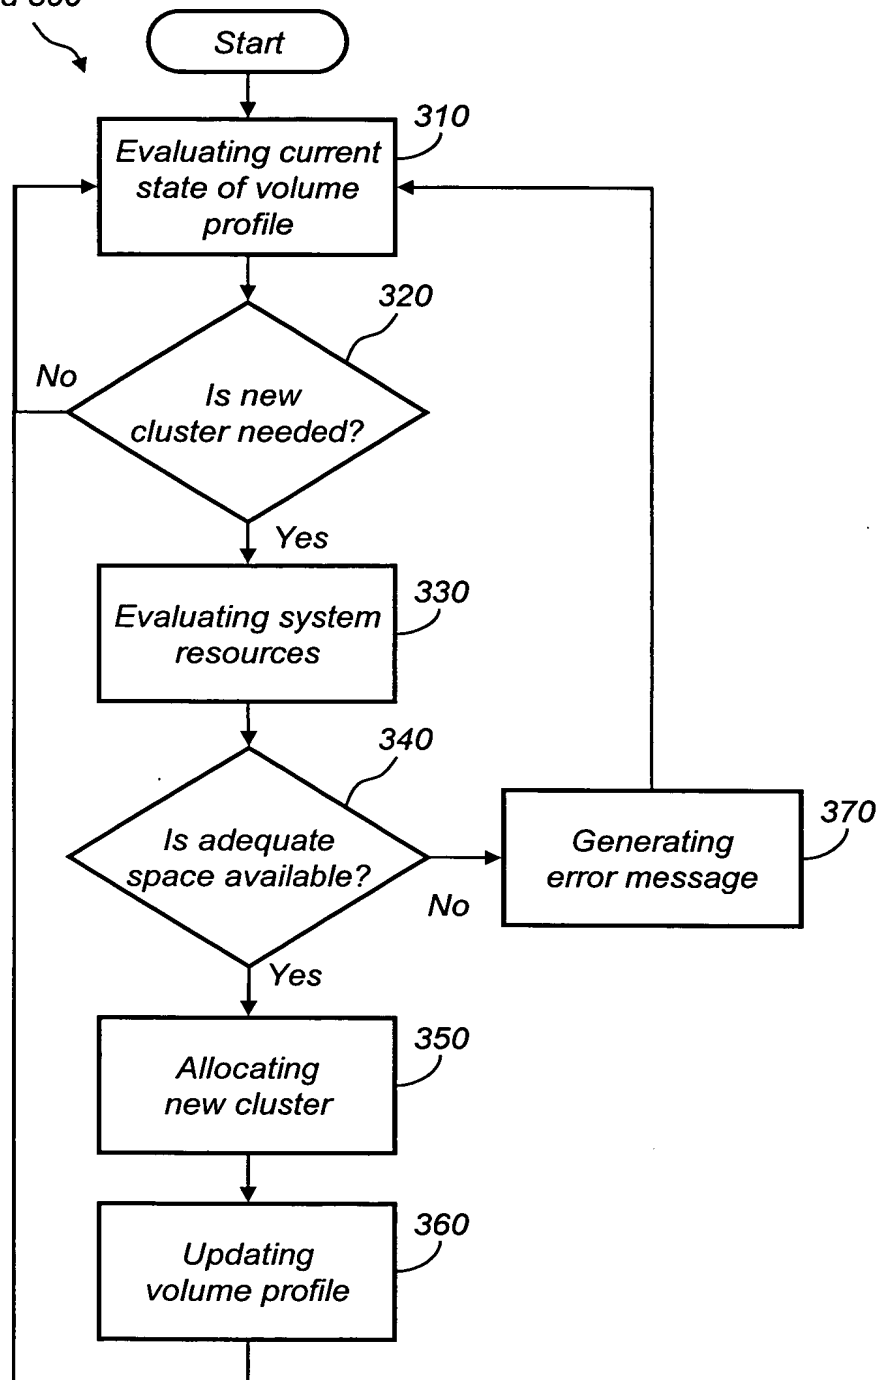 Start
310
Evaluating current
state of volume
profile
320
No
Is new
cluster needed?
Yes
330
Evaluating system
resources
340
Is adequate
space available?
No
370
Generating
error message
Yes
350
Allocating
new cluster
360
Updating
volume profile